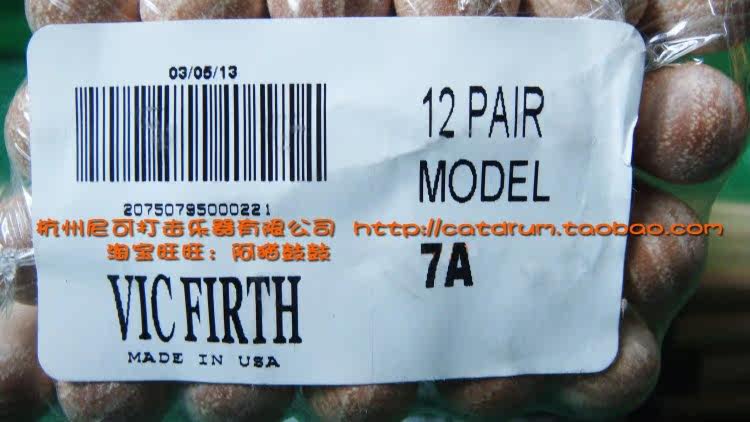 03/05/13
20750795000221
12 PAIR
MODEL
7A
杭州尼可打击乐器有限公司 http://catdrum.taobao.com
淘宝旺旺：阿猫鼓鼓
VIC FIRTH
MADE IN USA